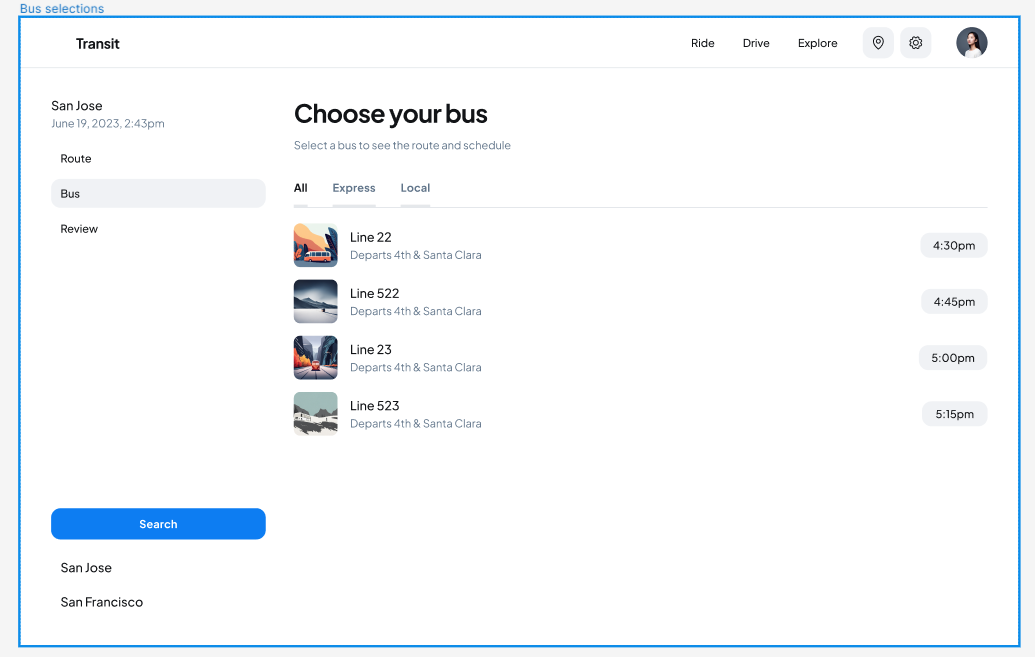 Bus selections
Transit
Ride
Drive
Explore
San Jose
June 19, 2023, 2:43pm
Route
Bus
Review
Search
San Jose
San Francisco
Choose your bus
Select a bus to see the route and schedule
All
Express
Local
Line 22
Departs 4th & Santa Clara
4:30pm
Line 522
Departs 4th & Santa Clara
4:45pm
Line 23
Departs 4th & Santa Clara
5:00pm
Line 523
Departs 4th & Santa Clara
5:15pm